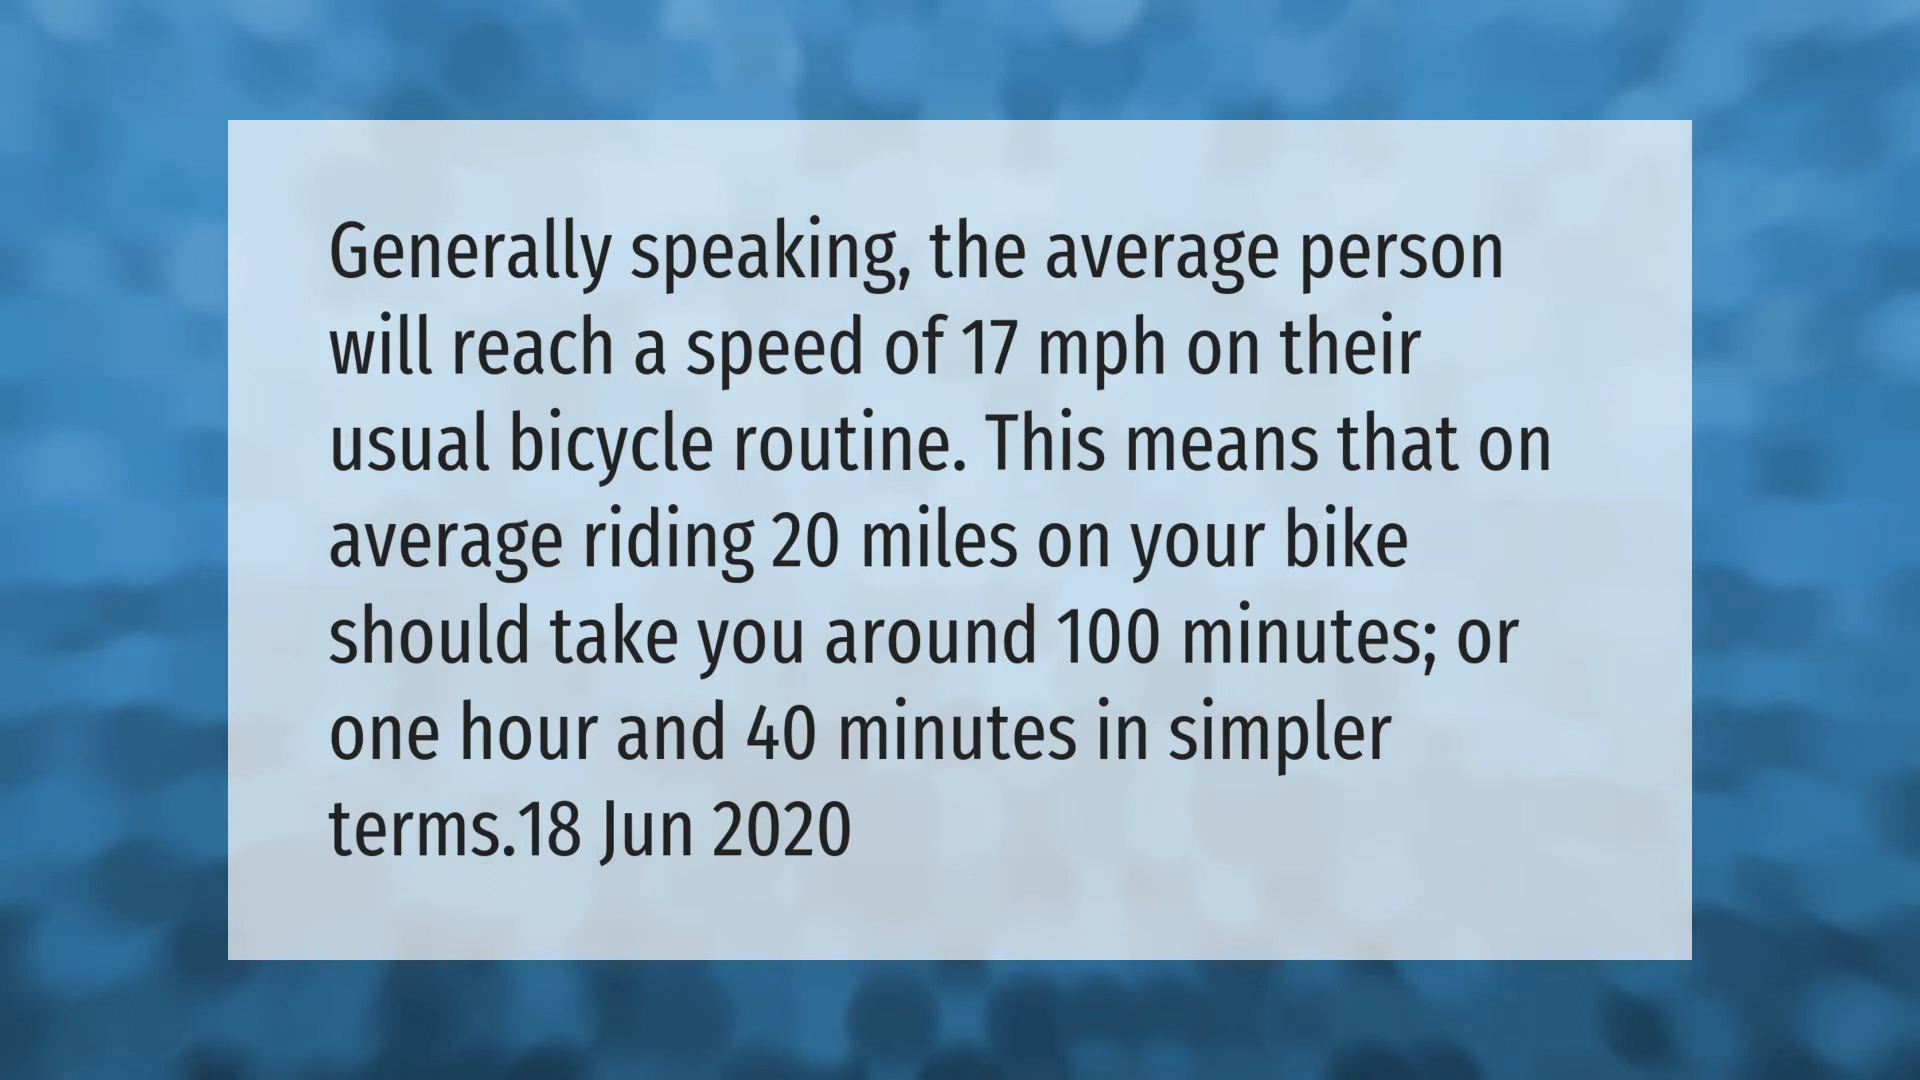 Generally speaking, the average person
will reach a speed of 17 mph on their
usual bicycle routine. This means that on
average riding 20 miles on your bike
should take you around 100 minutes; or
one hour and 40 minutes in simpler
terms.18 Jun 2020